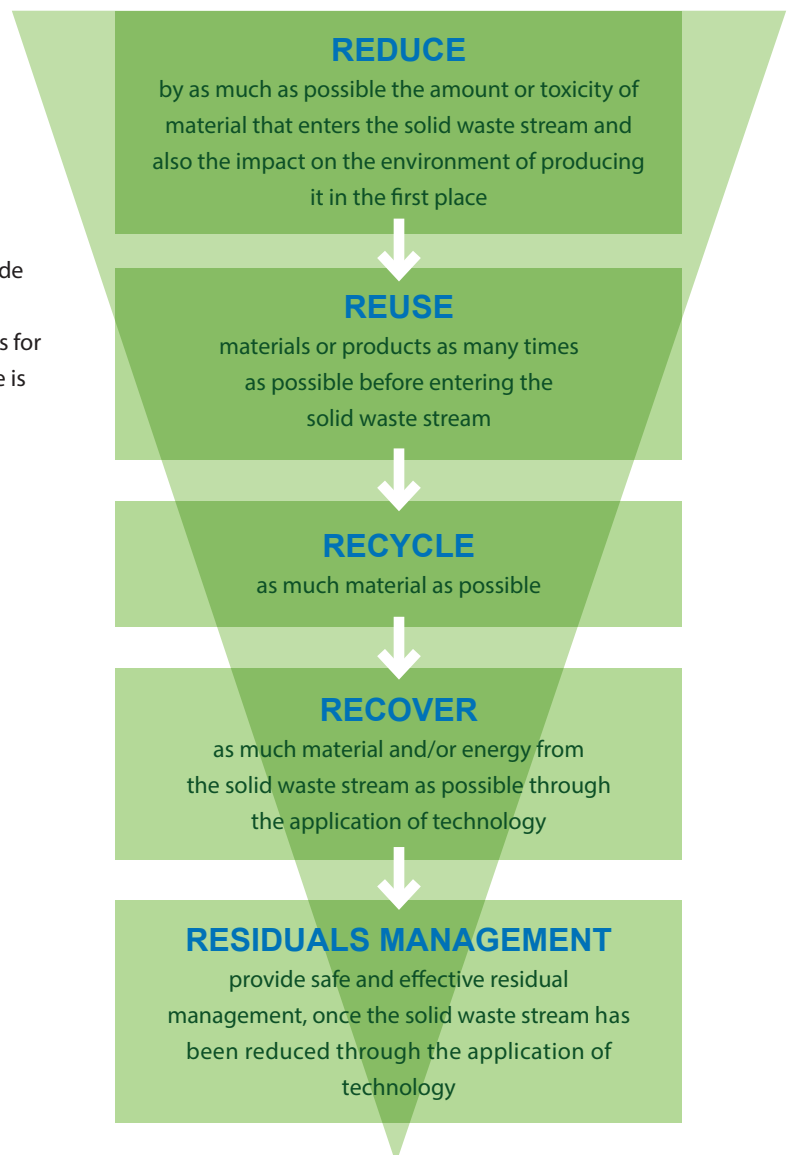 REDUCE
by as much as possible the amount or toxicity of
material that enters the solid waste stream and
also the impact on the environment of producing
it in the first place
de
s for
e is
REUSE
materials or products as many times
as possible before entering the
solid waste stream
RECYCLE
as much material as possible
RECOVER
as much material and/or energy from
the solid waste stream as possible through
the application of technology
RESIDUALS MANAGEMENT
provide safe and effective residual
management, once the solid waste stream has
been reduced through the application of
technology